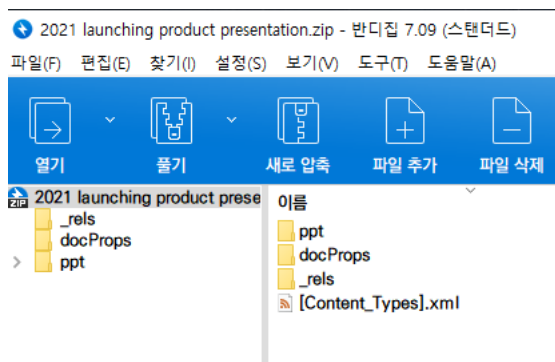 2021 launching product presentation.zip - 반디집 7.09 (스탠더드)
파일(F) 편집(E) 찾기(I) 설정(S) 보기(V) 도구(T) 도움말(A)
열기 풀기 새로 압축 파일 추가 파일 삭제
ZIP 2021 launching product prese
_rels
docProps
ppt
이름
ppt
docProps
_rels
[Content_Types].xml